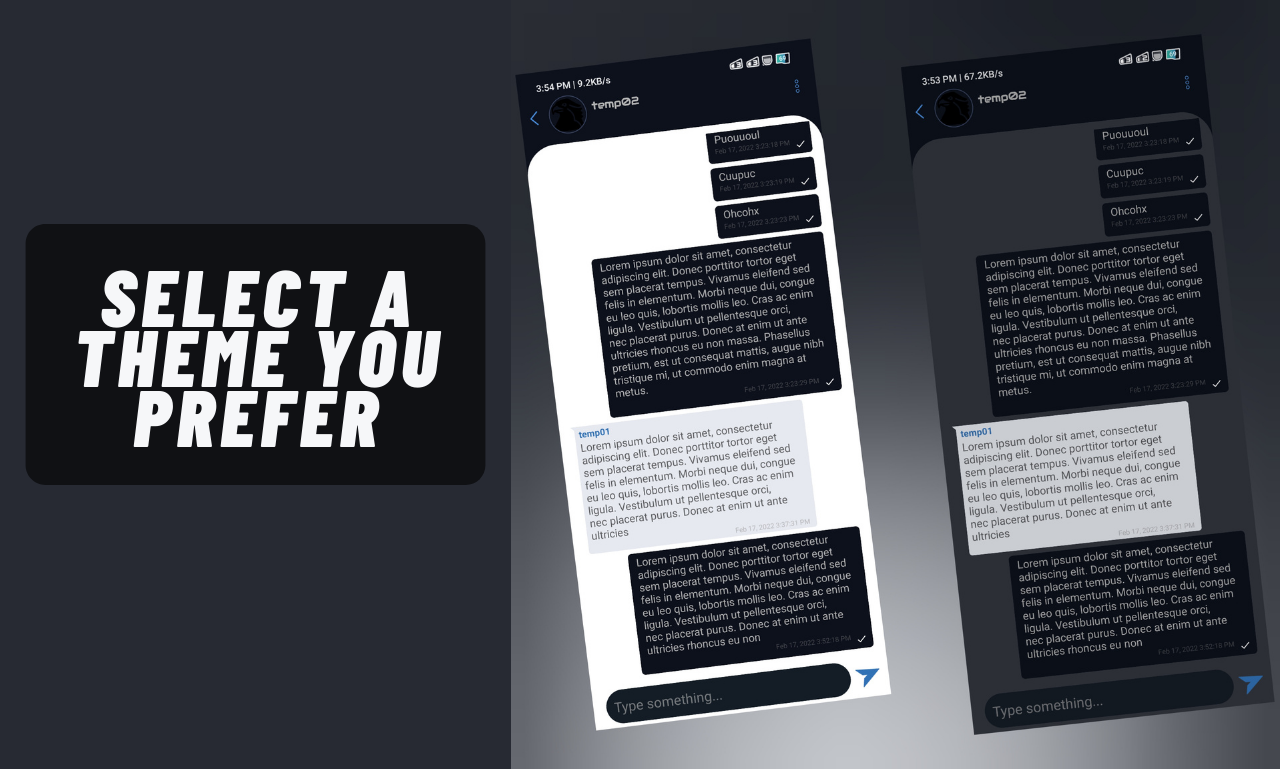 SELECT A
THEME YOU
PREFER
3:54 PM | 9.2KB/s
69
temp02
Puouuoul
Feb 17, 2022 3:23:18 PM
Cuupuc
Feb 17, 2022 3:23:19 PM
Ohcohx
Feb 17, 2022 3:23:23 PM
Lorem ipsum dolor sit amet, consectetur
adipiscing elit. Donec porttitor tortor eget
sem placerat tempus. Vivamus eleifend sed
felis in elementum. Morbi neque dui, congue
eu leo quis, lobortis mollis leo. Cras ac enim
ligula. Vestibulum ut pellentesque orci,
nec placerat purus. Donec at enim ut ante
ultricies rhoncus eu non massa. Phasellus
pretium, est ut consequat mattis, augue nibh
tristique mi, ut commodo enim magna at
metus.
Feb 17, 2022 3:23:29 PM
temp01
Lorem ipsum dolor sit amet, consectetur
adipiscing elit. Donec porttitor tortor eget
sem placerat tempus. Vivamus eleifend sed
felis in elementum. Morbi neque dui, congue
eu leo quis, lobortis mollis leo. Cras ac enim
ligula. Vestibulum ut pellentesque orci,
nec placerat purus. Donec at enim ut ante
ultricies
Feb 17, 2022 3:37:31 PM
Lorem ipsum dolor sit amet, consectetur
adipiscing elit. Donec porttitor tortor eget
sem placerat tempus. Vivamus eleifend sed
felis in elementum. Morbi neque dui, congue
eu leo quis, lobortis mollis leo. Cras ac enim
ligula. Vestibulum ut pellentesque orci,
nec placerat purus. Donec at enim ut ante
ultricies rhoncus eu non
Feb 17, 2022 3:52:18 PM
Type something...
3:53 PM | 67.2KB/s
69
temp02
Puouuoul
Feb 17, 2022 3:23:18 PM
Cuupuc
Feb 17, 2022 3:23:19 PM
Ohcohx
Feb 17, 2022 3:23:23 PM
Lorem ipsum dolor sit amet, consectetur
adipiscing elit. Donec porttitor tortor eget
sem placerat tempus. Vivamus eleifend sed
felis in elementum. Morbi neque dui, congue
eu leo quis, lobortis mollis leo. Cras ac enim
ligula. Vestibulum ut pellentesque orci,
nec placerat purus. Donec at enim ut ante
ultricies rhoncus eu non massa. Phasellus
pretium, est ut consequat mattis, augue nibh
tristique mi, ut commodo enim magna at
metus.
Feb 17, 2022 3:23:29 PM
temp01
Lorem ipsum dolor sit amet, consectetur
adipiscing elit. Donec porttitor tortor eget
sem placerat tempus. Vivamus eleifend sed
felis in elementum. Morbi neque dui, congue
eu leo quis, lobortis mollis leo. Cras ac enim
ligula. Vestibulum ut pellentesque orci,
nec placerat purus. Donec at enim ut ante
ultricies
Feb 17, 2022 3:37:31 PM
Lorem ipsum dolor sit amet, consectetur
adipiscing elit. Donec porttitor tortor eget
sem placerat tempus. Vivamus eleifend sed
felis in elementum. Morbi neque dui, congue
eu leo quis, lobortis mollis leo. Cras ac enim
ligula. Vestibulum ut pellentesque orci,
nec placerat purus. Donec at enim ut ante
ultricies rhoncus eu non
Feb 17, 2022 3:52:18 PM
Type something...